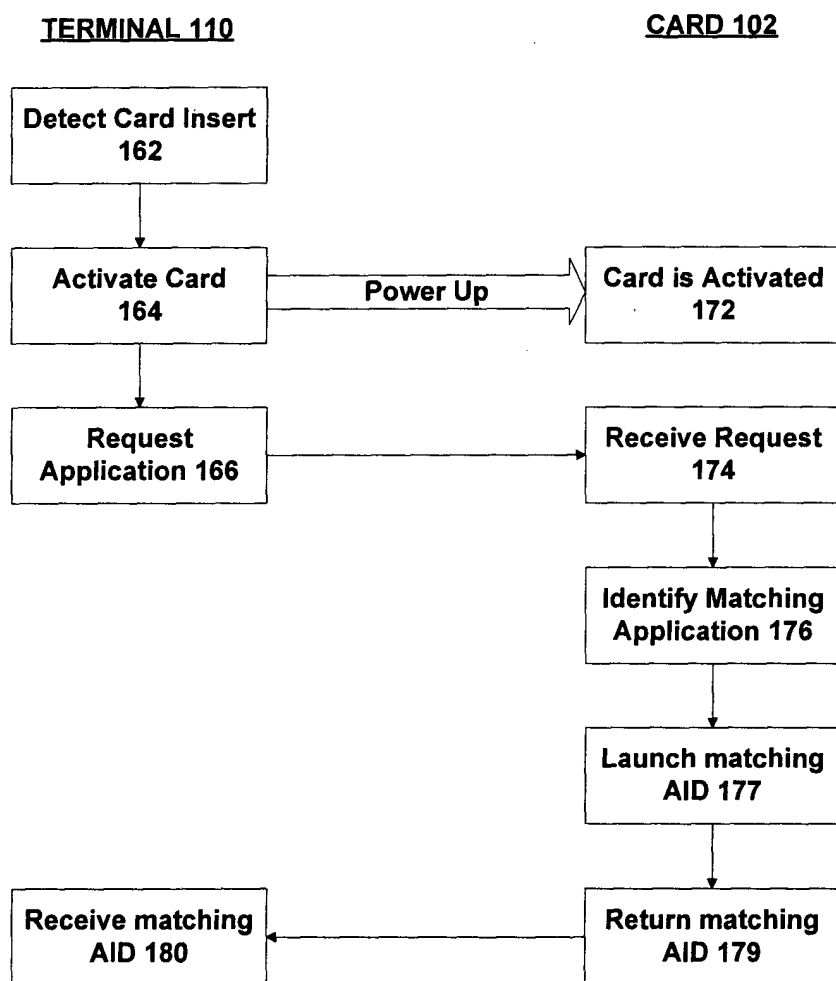 TERMINAL 110
CARD 102
Detect Card Insert
162
Activate Card
164
Power Up
Card is Activated
172
Request
Application 166
Receive Request
174
Identify Matching
Application 176
Launch matching
AID 177
Receive matching
AID 180
Return matching
AID 179